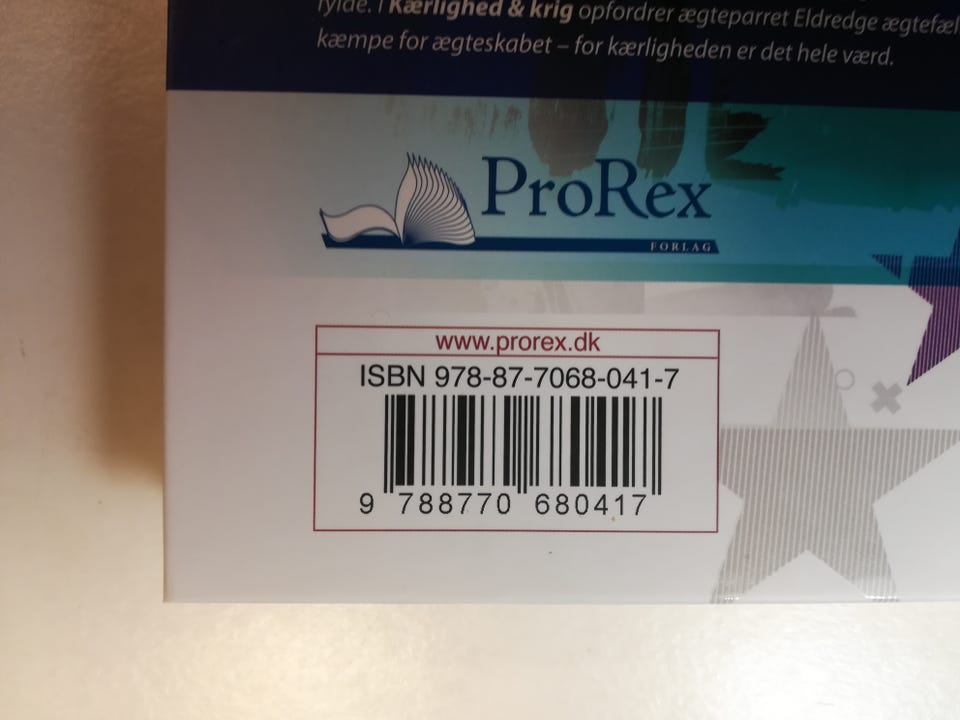 fylde. I Kærlighed & krig opfordrer ægteparret Eldredge
kæmpe for ægteskabet – for kærligheden er det hele værd.
ProRex
FORLAG
www.prorex.dk
ISBN 978-87-7068-041-7
9 788770 680417